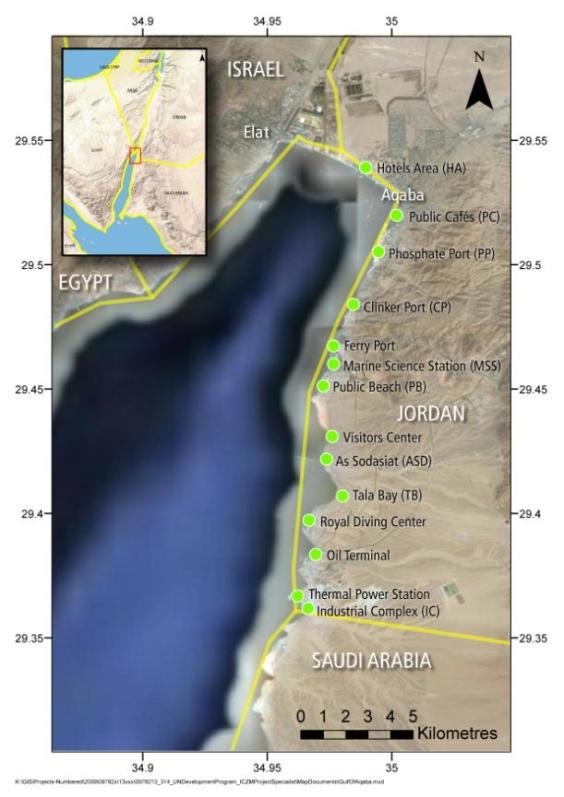 34.9 34.95 35
ISRAEL
N
Elat
29.55 29.55
Hotels Area (HA)
Aqaba
Public Cafés (PC)
Phosphate Port (PP)
29.5 29.5
EGYPT
Clinker Port (CP)
Ferry Port
Marine Science Station (MSS)
29.45 29.45
Public Beach (PB)
JORDAN
Visitors Center
As Sodasiat (ASD)
Tala Bay (TB)
29.4 29.4
Royal Diving Center
Oil Terminal
Thermal Power Station
Industrial Complex (IC)
29.35 29.35
SAUDI ARABIA
0 1 2 3 4 5
Kilometres
34.9 34.95 35